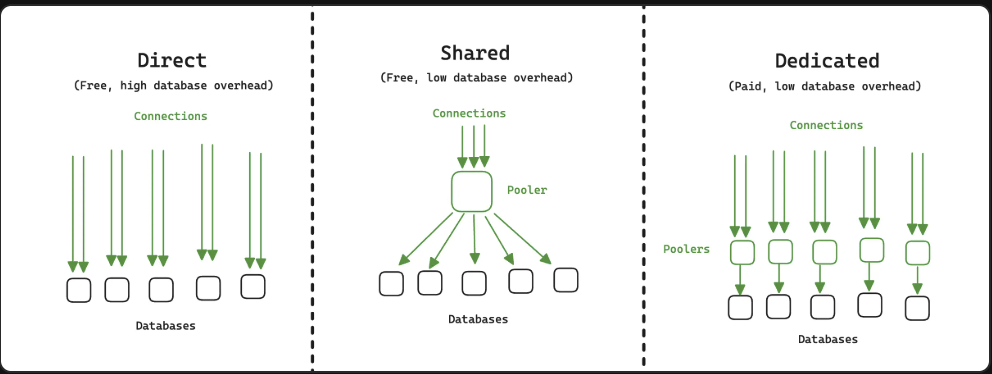 Direct
(Free, high database overhead)
Connections
Databases
Shared
(Free, low database overhead)
Connections
Pooler
Databases
Dedicated
(Paid, low database overhead)
Connections
Poolers
Databases